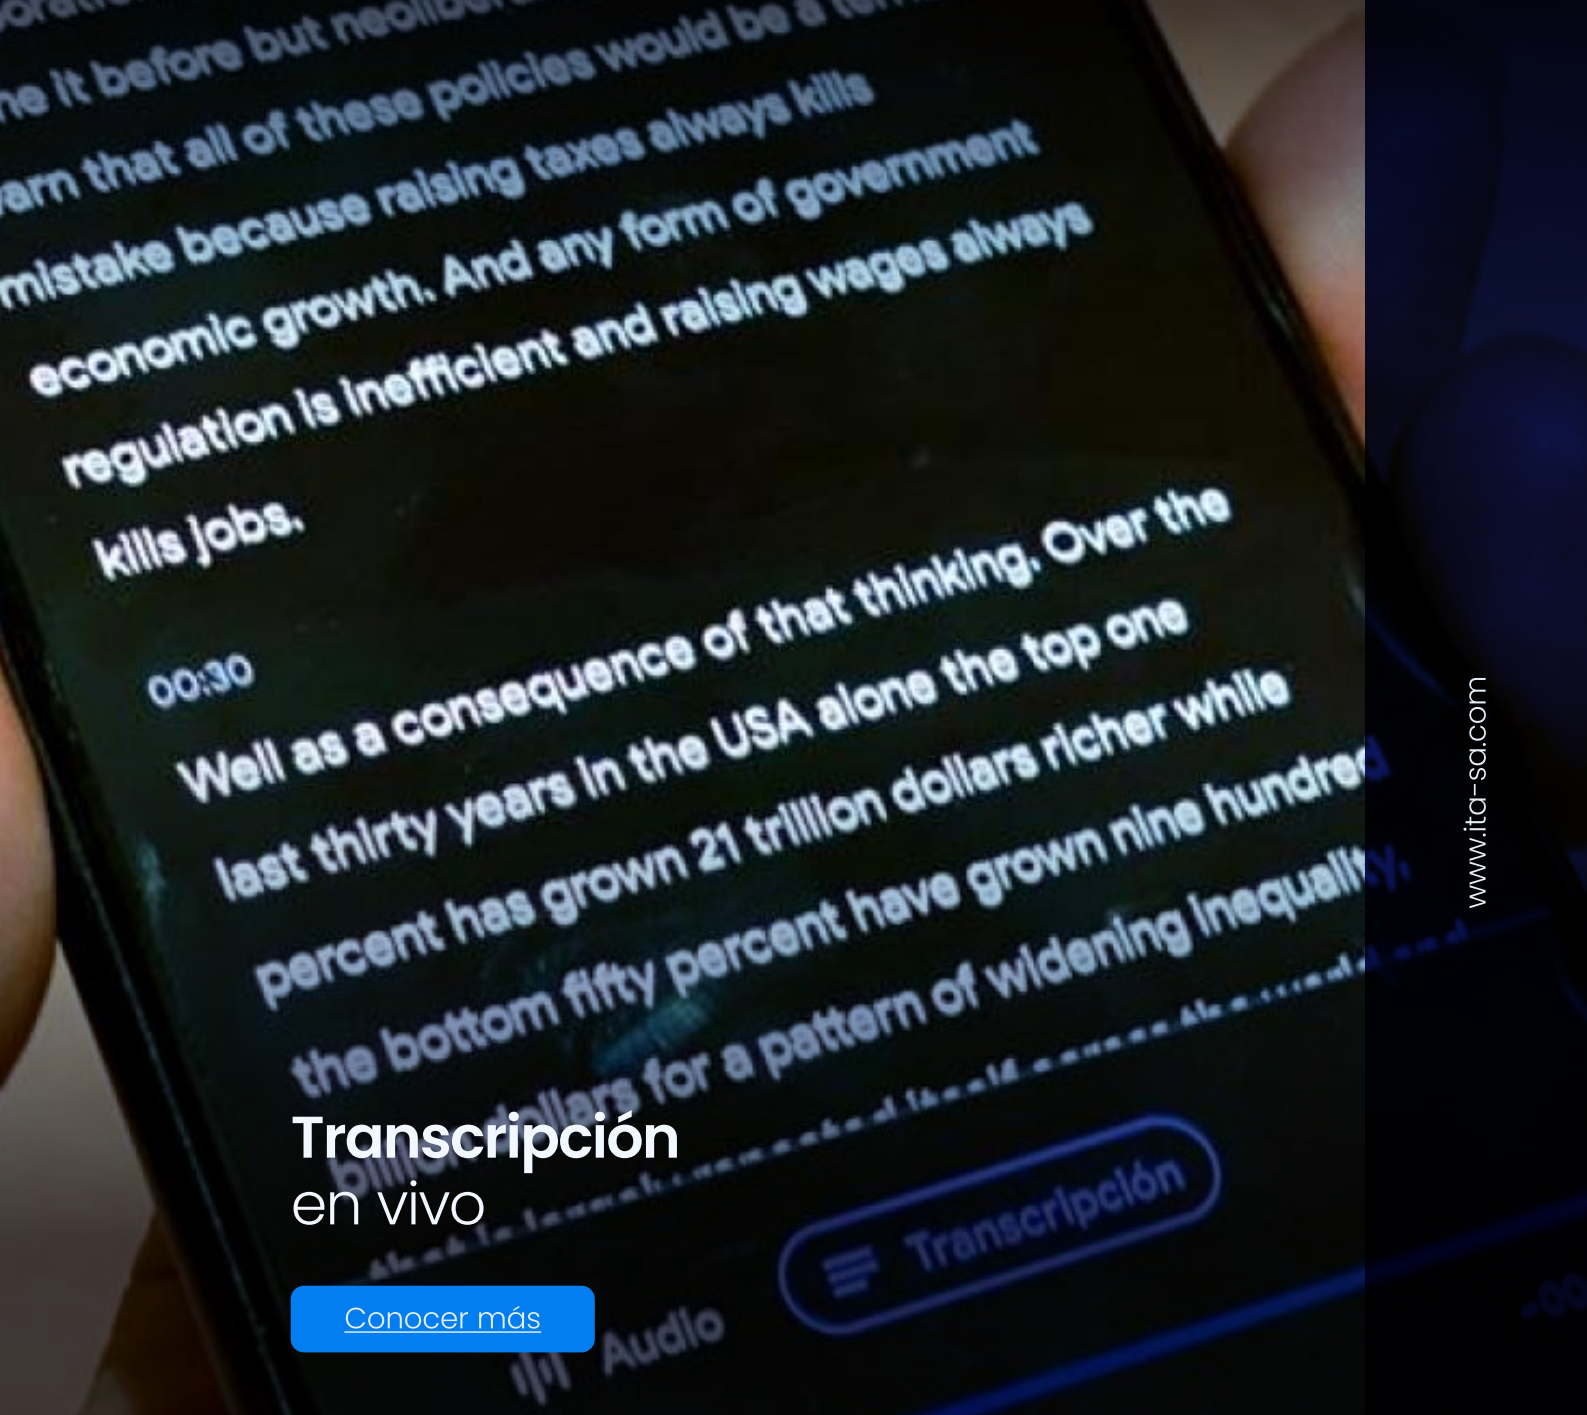 ne it before but
warn that all of these policies would be a
mistake because raising taxes always kills
economic growth. And any form of government
regulation is inefficient and raising wages always
kills jobs.
00:30
Well as a consequence of that thinking. Over the
last thirty years in the USA alone the top one
percent has grown 21 trillion dollars richer while
the bottom fifty percent have grown nine hundred
billion dollars for a pattern of widening inequality,
Transcripción
en vivo
Transcripción
Conocer más
Audio
www.ita-sa.com